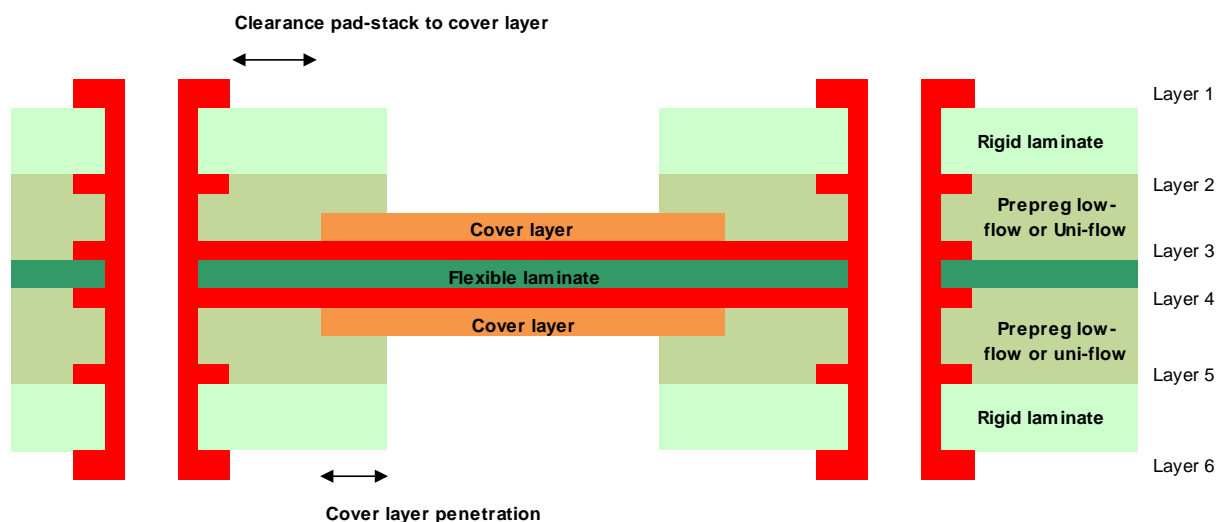 Clearance pad-stack to cover layer
Layer 1
Rigid laminate
Layer 2
Prepreg low-
flow or Uni-flow
Cover layer
Layer 3
Flexible laminate
Layer 4
Cover layer
Prepreg low-
flow or uni-flow
Layer 5
Rigid laminate
Layer 6
Cover layer penetration